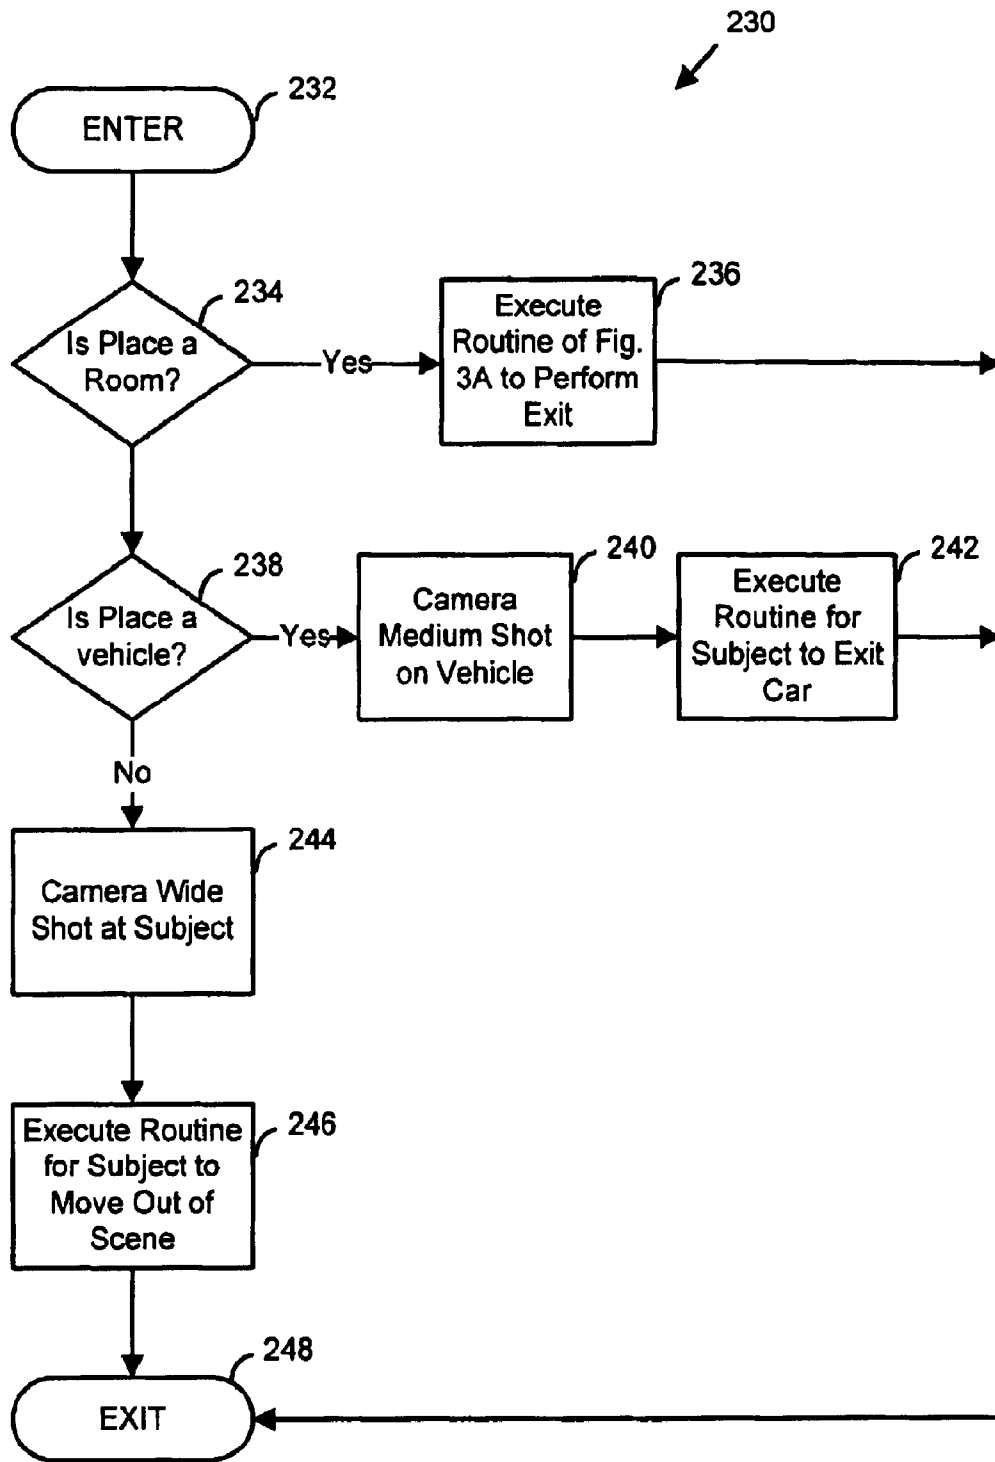 230
232
ENTER
234
Is Place a
Room?
Yes
236
Execute
Routine of Fig.
3A to Perform
Exit
238
Is Place a
vehicle?
Yes
240
Camera
Medium Shot
on Vehicle
242
Execute
Routine for
Subject to Exit
Car
No
244
Camera Wide
Shot at Subject
246
Execute Routine
for Subject to
Move Out of
Scene
248
EXIT